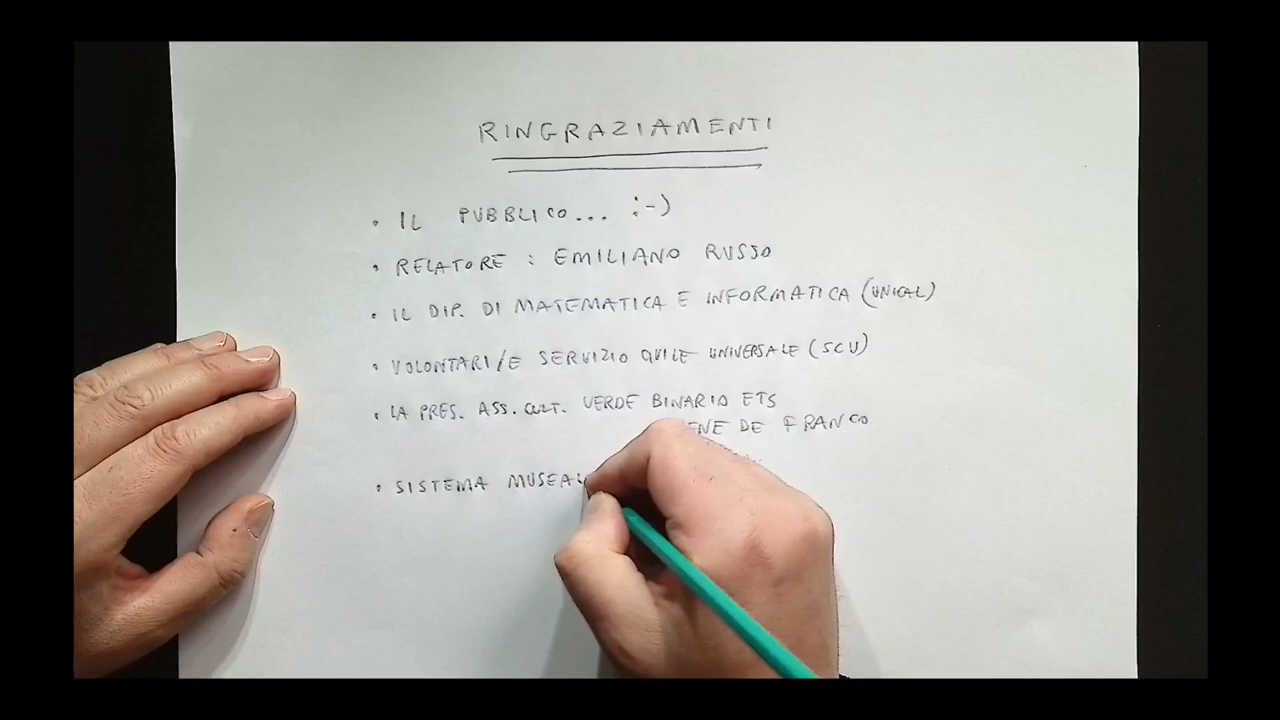 RINGRAZIAMENTI
• IL PUBBLICO... :-)
• RELATORE : EMILIANO RUSSO
• IL DIP. DI MATEMATICA E INFORMATICA (UNICAL)
• VOLONTARI/E SERVIZIO CIVILE UNIVERSALE (SCU)
• LA PRES. ASS. CULT. VERDE BINARIO ETS
DE FRANCO
• SISTEMA MUSEAL